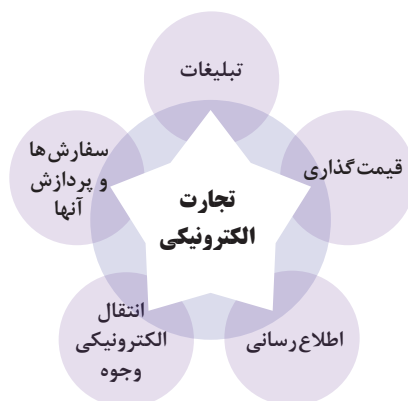 تبلیغات
قیمت‌گذاری
اطلاع‌رسانی
انتقال
الکترونیکی
وجوه
سفارش‌ها
و پردازش
آنها
تجارت
الکترونیکی